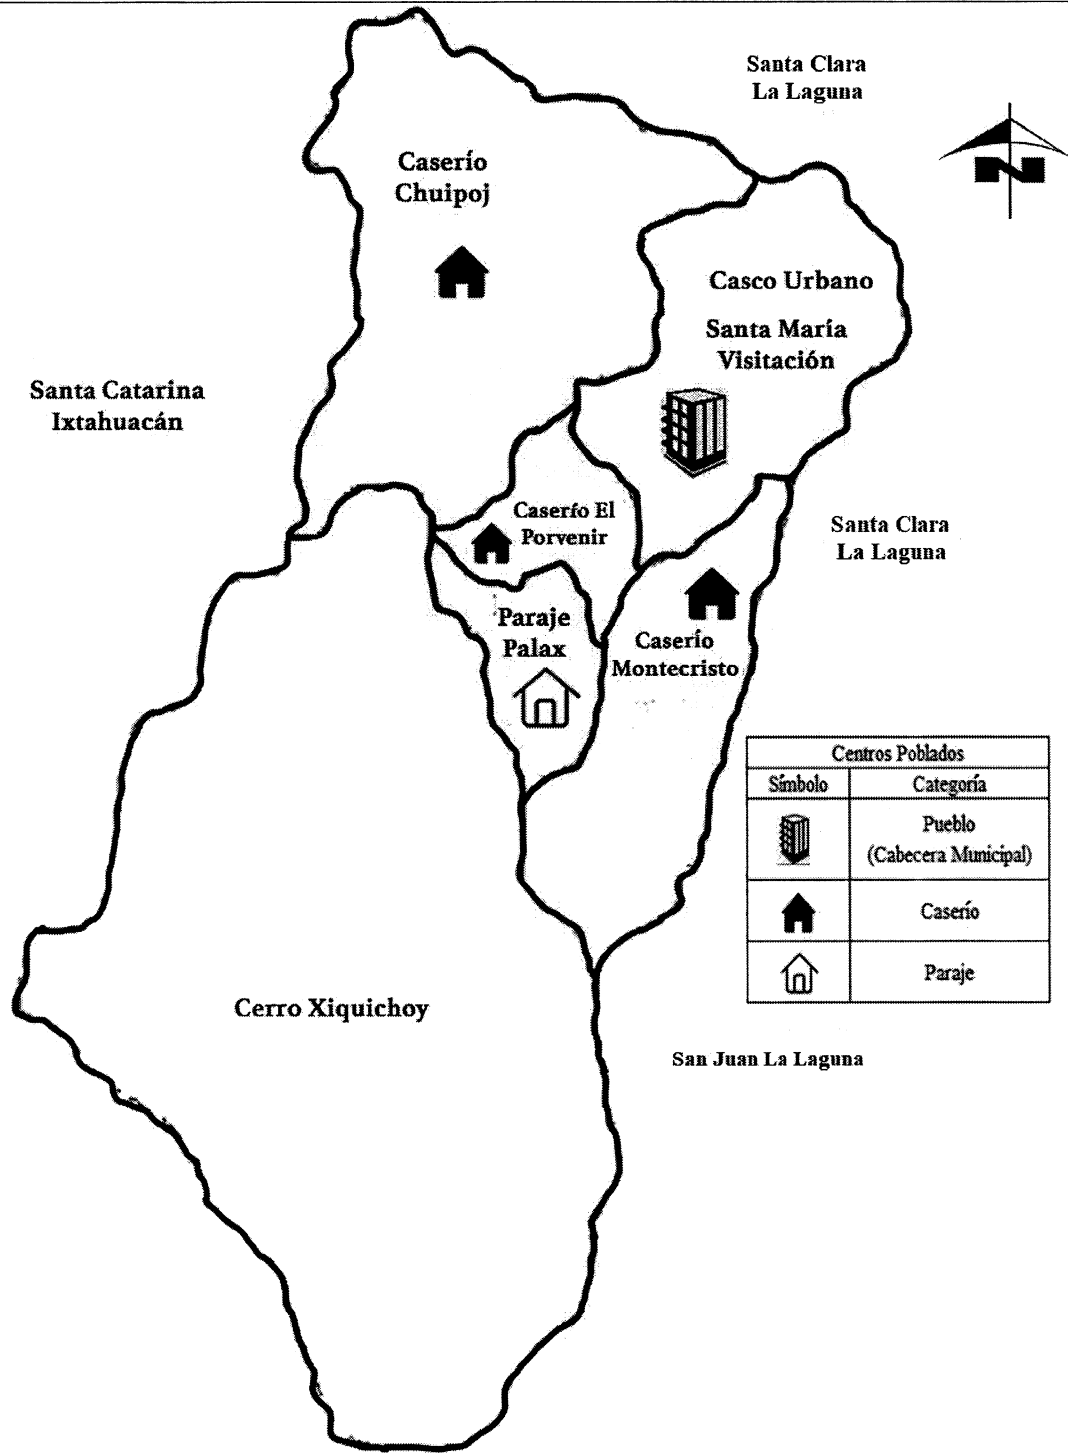 Santa Clara
La Laguna
N
Caserío
Chuipoj
Casco Urbano
Santa María
Visitación
Santa Catarina
Ixtahuacán
Caserío El
Porvenir
Santa Clara
La Laguna
Paraje
Palax
Caserío
Montecristo
Centros Poblados
Símbolo Categoría
Pueblo
(Cabecera Municipal)
Caserío
Paraje
Cerro Xiquichoy
San Juan La Laguna